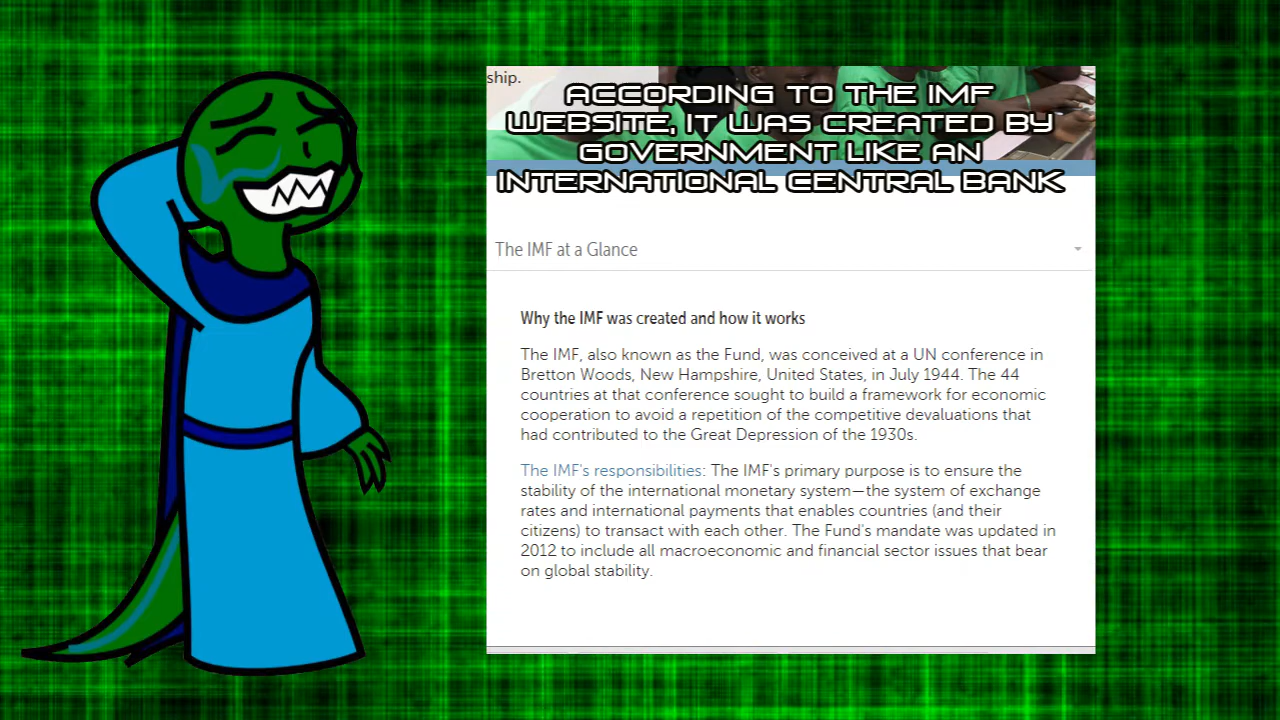 ship.
ACCORDING TO THE IMF
WEBSITE, IT WAS CREATED BY
GOVERNMENT LIKE AN
INTERNATIONAL CENTRAL BANK
The IMF at a Glance
Why the IMF was created and how it works
The IMF, also known as the Fund, was conceived at a UN conference in
Bretton Woods, New Hampshire, United States, in July 1944. The 44
countries at that conference sought to build a framework for economic
cooperation to avoid a repetition of the competitive devaluations that
had contributed to the Great Depression of the 1930s.
The IMF's responsibilities: The IMF's primary purpose is to ensure the
stability of the international monetary system—the system of exchange
rates and international payments that enables countries (and their
citizens) to transact with each other. The Fund's mandate was updated in
2012 to include all macroeconomic and financial sector issues that bear
on global stability.